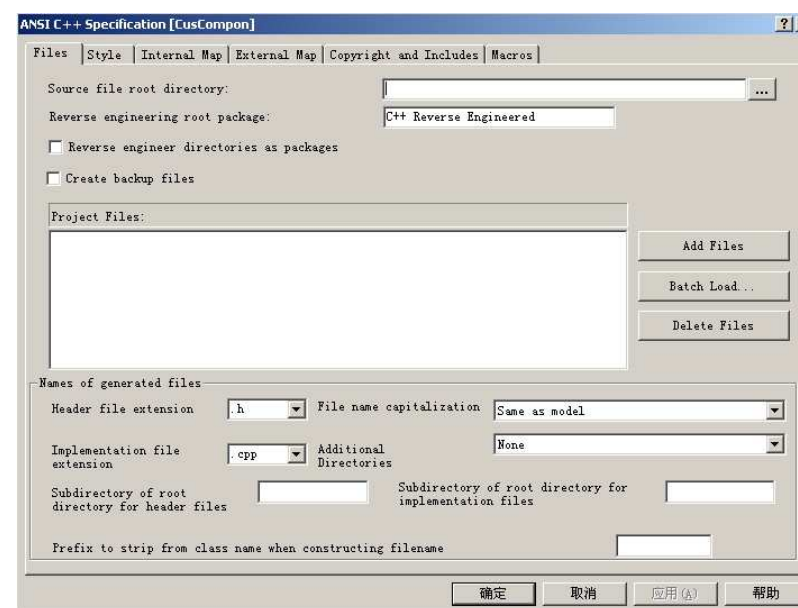 ANSI C++ Specification [CusCompon]
Files Style Internal Map External Map Copyright and Includes Macros
Source file root directory:
...
Reverse engineering root package: C++ Reverse Engineered
Reverse engineer directories as packages
Create backup files
Project Files:
Add Files
Batch Load...
Delete Files
Names of generated files
Header file extension .h File name capitalization Same as model
Implementation file extension .cpp Additional Directories None
Subdirectory of root directory for header files
Subdirectory of root directory for implementation files
Prefix to strip from class name when constructing filename
确定 取消 应用(A) 帮助